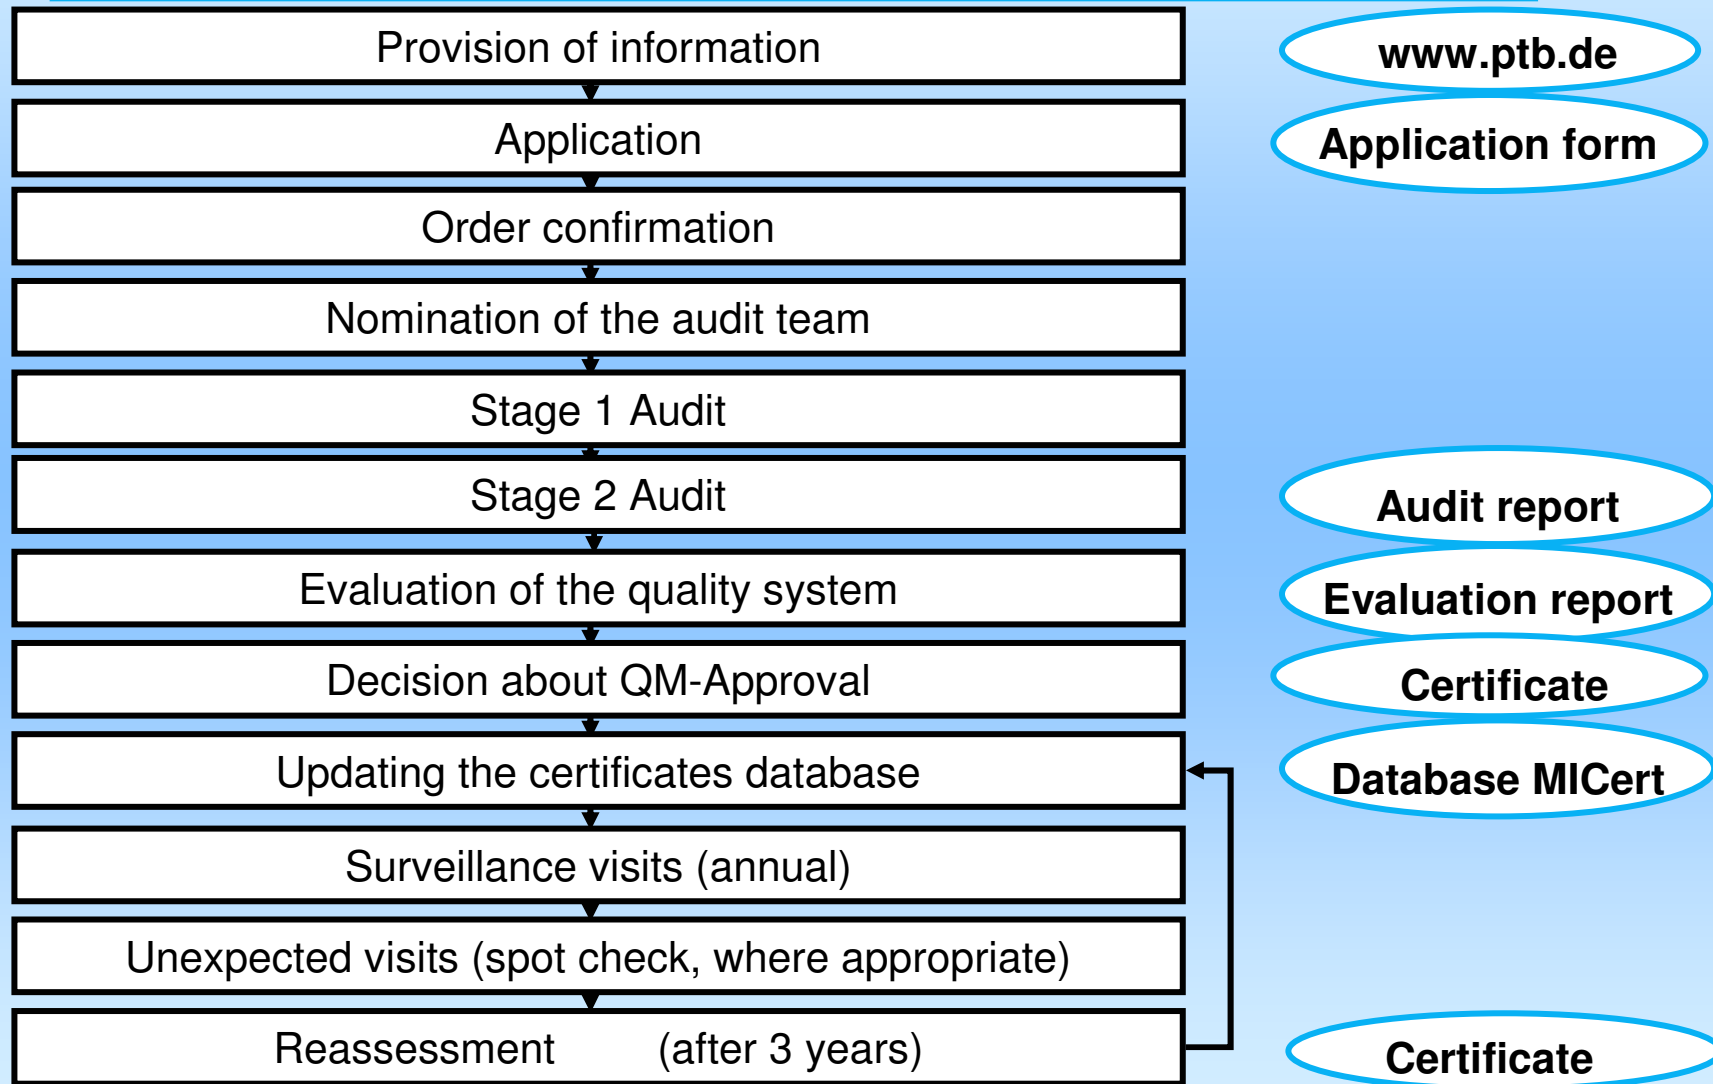 Provision of information
www.ptb.de
Application
Application form
Order confirmation
Nomination of the audit team
Stage 1 Audit
Stage 2 Audit
Audit report
Evaluation of the quality system
Evaluation report
Decision about QM-Approval
Certificate
Updating the certificates database
Database MICert
Surveillance visits (annual)
Unexpected visits (spot check, where appropriate)
Reassessment (after 3 years)
Certificate